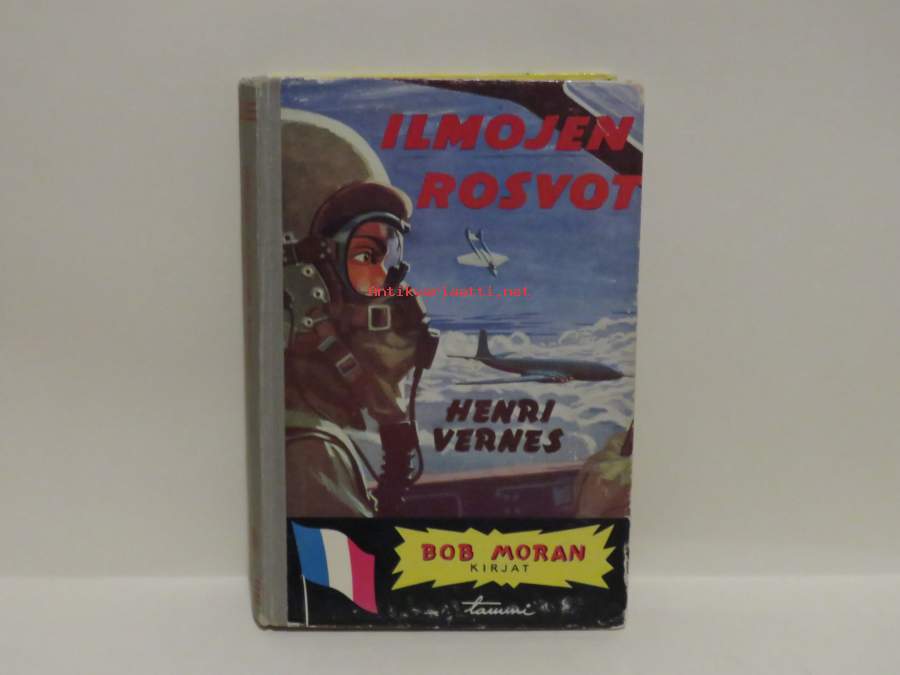 ILMOJEN
ROSVOT
Antikvariaatti.net
HENRI
VERNES
BOB MORAN
KIRJAT
tammi